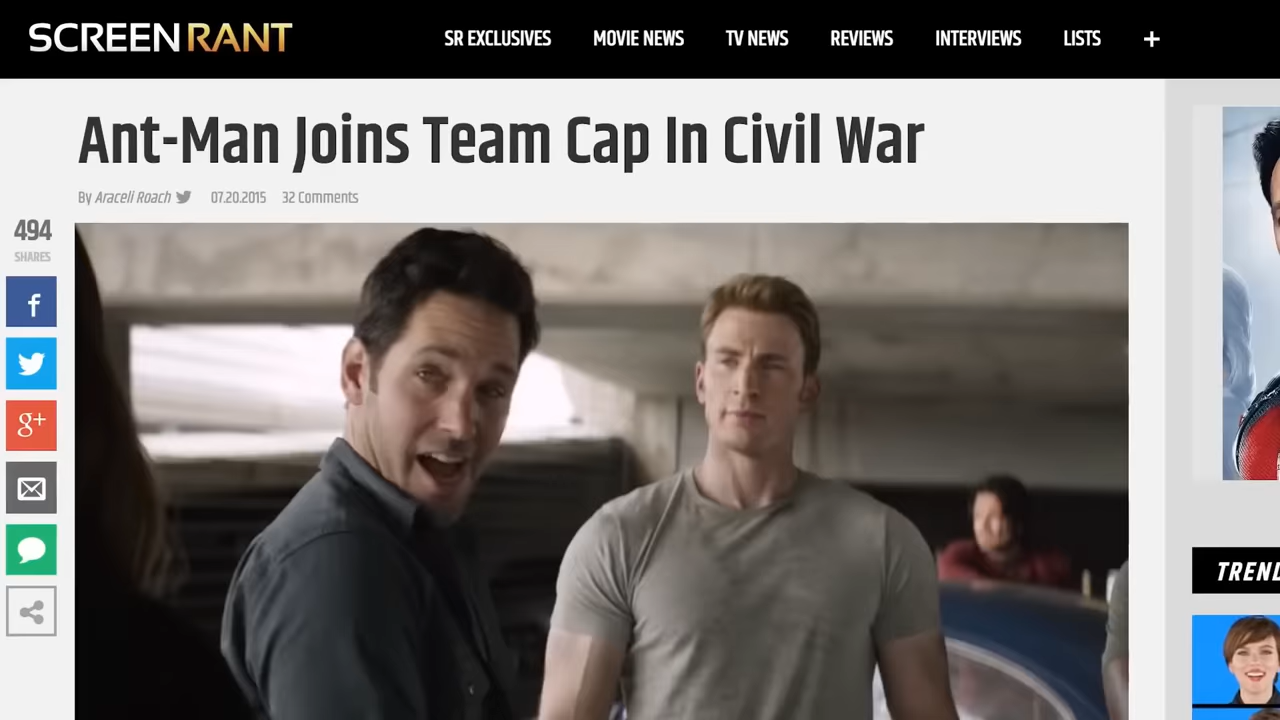 SCREEN RANT
SR EXCLUSIVES MOVIE NEWS TV NEWS REVIEWS INTERVIEWS LISTS +
Ant-Man Joins Team Cap In Civil War
By Araceli Roach 07.20.2015 32 Comments
494
SHARES
f
g+
TREND